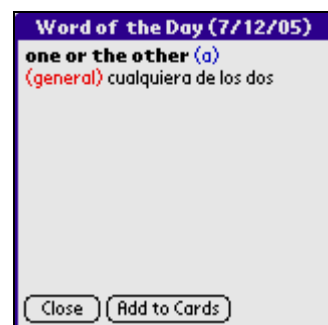 Word of the Day (7/12/05)
one or the other (a)
(general) cualquiera de los dos
Close Add to Cards